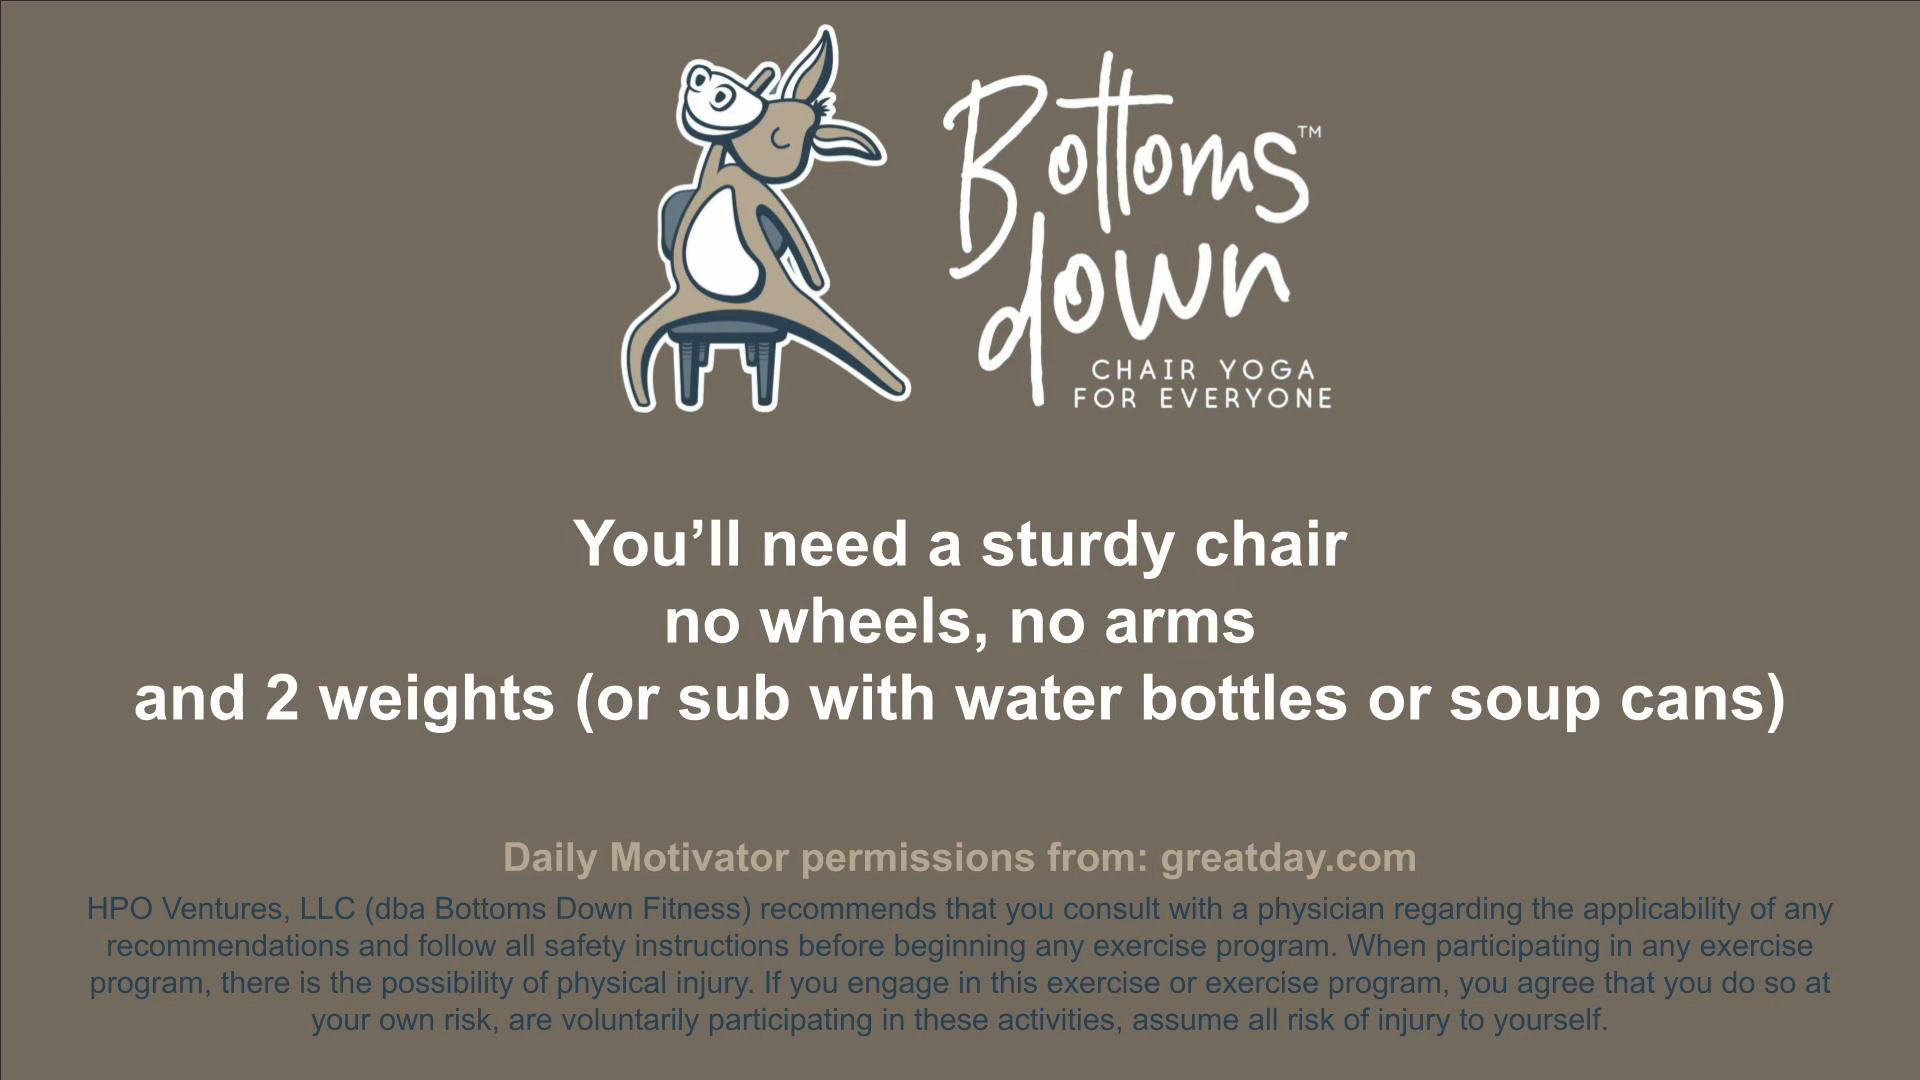 Bottoms™
down
CHAIR YOGA
FOR EVERYONE
You’ll need a sturdy chair
no wheels, no arms
and 2 weights (or sub with water bottles or soup cans)
Daily Motivator permissions from: greatday.com
HPO Ventures, LLC (dba Bottoms Down Fitness) recommends that you consult with a physician regarding the applicability of any
recommendations and follow all safety instructions before beginning any exercise program. When participating in any exercise
program, there is the possibility of physical injury. If you engage in this exercise or exercise program, you agree that you do so at
your own risk, are voluntarily participating in these activities, assume all risk of injury to yourself.